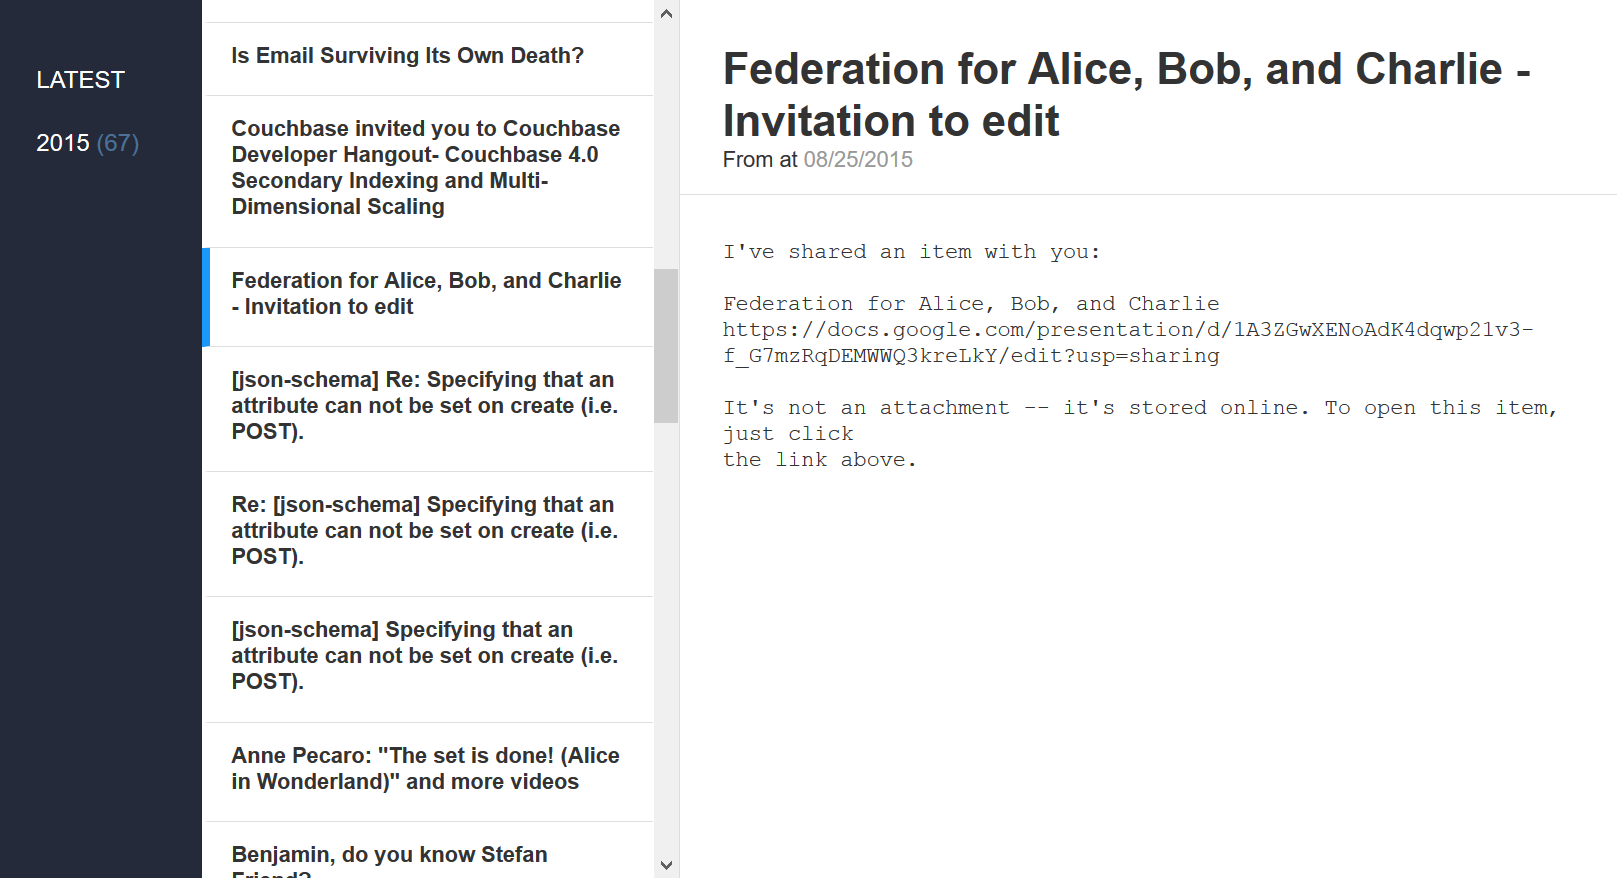 LATEST
2015 (67)
Is Email Surviving Its Own Death?
Couchbase invited you to Couchbase
Developer Hangout- Couchbase 4.0
Secondary Indexing and Multi-
Dimensional Scaling
Federation for Alice, Bob, and Charlie
- Invitation to edit
[json-schema] Re: Specifying that an
attribute can not be set on create (i.e.
POST).
Re: [json-schema] Specifying that an
attribute can not be set on create (i.e.
POST).
[json-schema] Specifying that an
attribute can not be set on create (i.e.
POST).
Anne Pecaro: "The set is done! (Alice
in Wonderland)" and more videos
Benjamin, do you know Stefan
Friend?
Federation for Alice, Bob, and Charlie -
Invitation to edit
From at 08/25/2015
I've shared an item with you:
Federation for Alice, Bob, and Charlie
https://docs.google.com/presentation/d/1A3ZGwXENoAdK4dqwp21v3-
f_G7mzRqDEMWWQ3kreLkY/edit?usp=sharing
It's not an attachment -- it's stored online. To open this item,
just click
the link above.